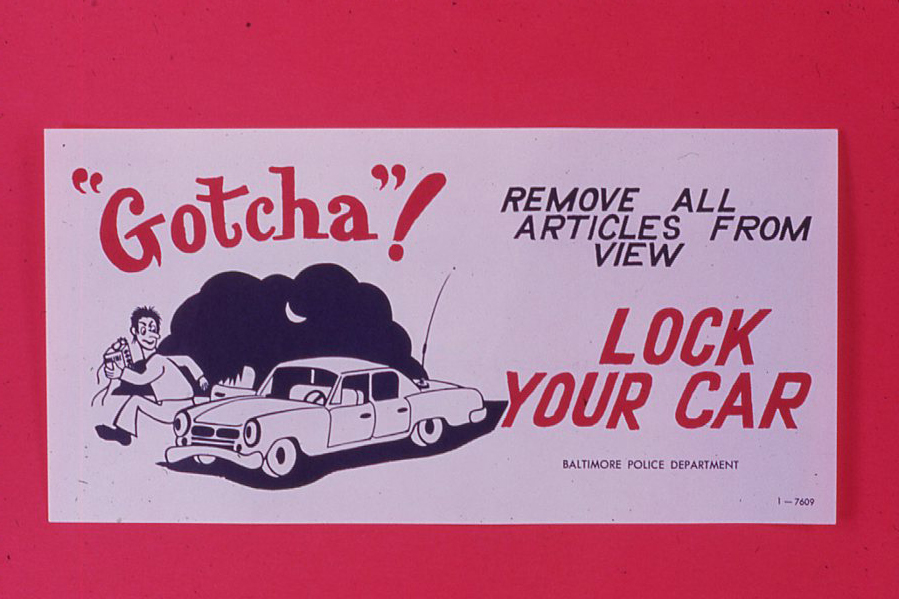 "Gotcha"!
REMOVE ALL
ARTICLES FROM
VIEW
LOCK
YOUR CAR
BALTIMORE POLICE DEPARTMENT
1-7609